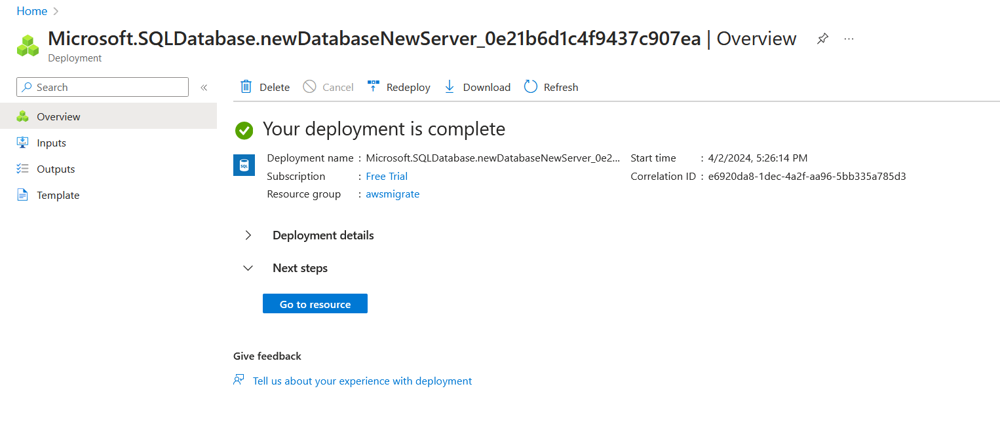 Home
Microsoft.SQLDatabase.newDatabaseNewServer_0e21b6d1c4f9437c907ea | Overview
Deployment
Search
Delete Cancel Redeploy Download Refresh
Overview
Inputs
Outputs
Template
Your deployment is complete
SQL
Deployment name : Microsoft.SQLDatabase.newDatabaseNewServer_0e2... Start time : 4/2/2024, 5:26:14 PM
Subscription : Free Trial Correlation ID : e6920da8-1dec-4a2f-aa96-5bb335a785d3
Resource group : awsmigrate
Deployment details
Next steps
Go to resource
Give feedback
Tell us about your experience with deployment